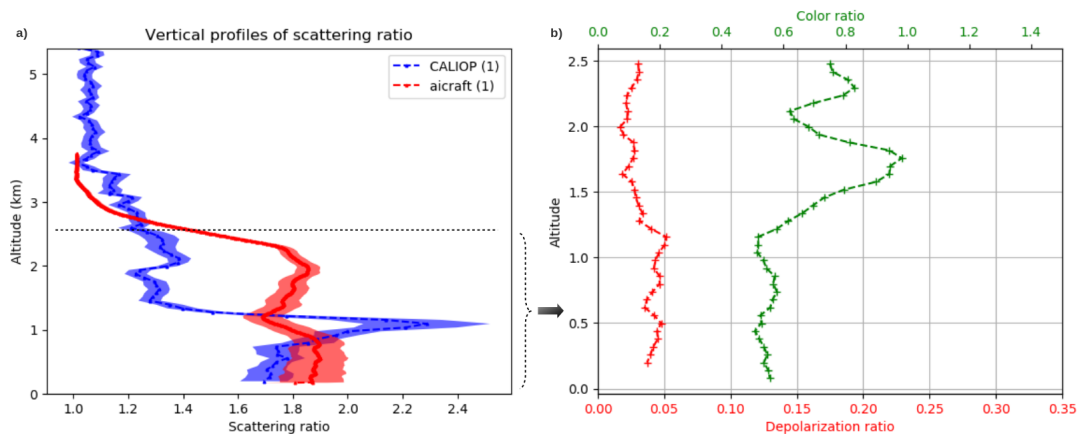 a)
Vertical profiles of scattering ratio
CALIOP (1)
aicraft (1)
5
4
3
2
1
0
Altitude (km)
1.0 1.2 1.4 1.6 1.8 2.0 2.2 2.4
Scattering ratio
b)
Color ratio
0.0 0.2 0.4 0.6 0.8 1.0 1.2 1.4
2.5
2.0
1.5
1.0
0.5
0.0
Altitude
0.00 0.05 0.10 0.15 0.20 0.25 0.30 0.35
Depolarization ratio